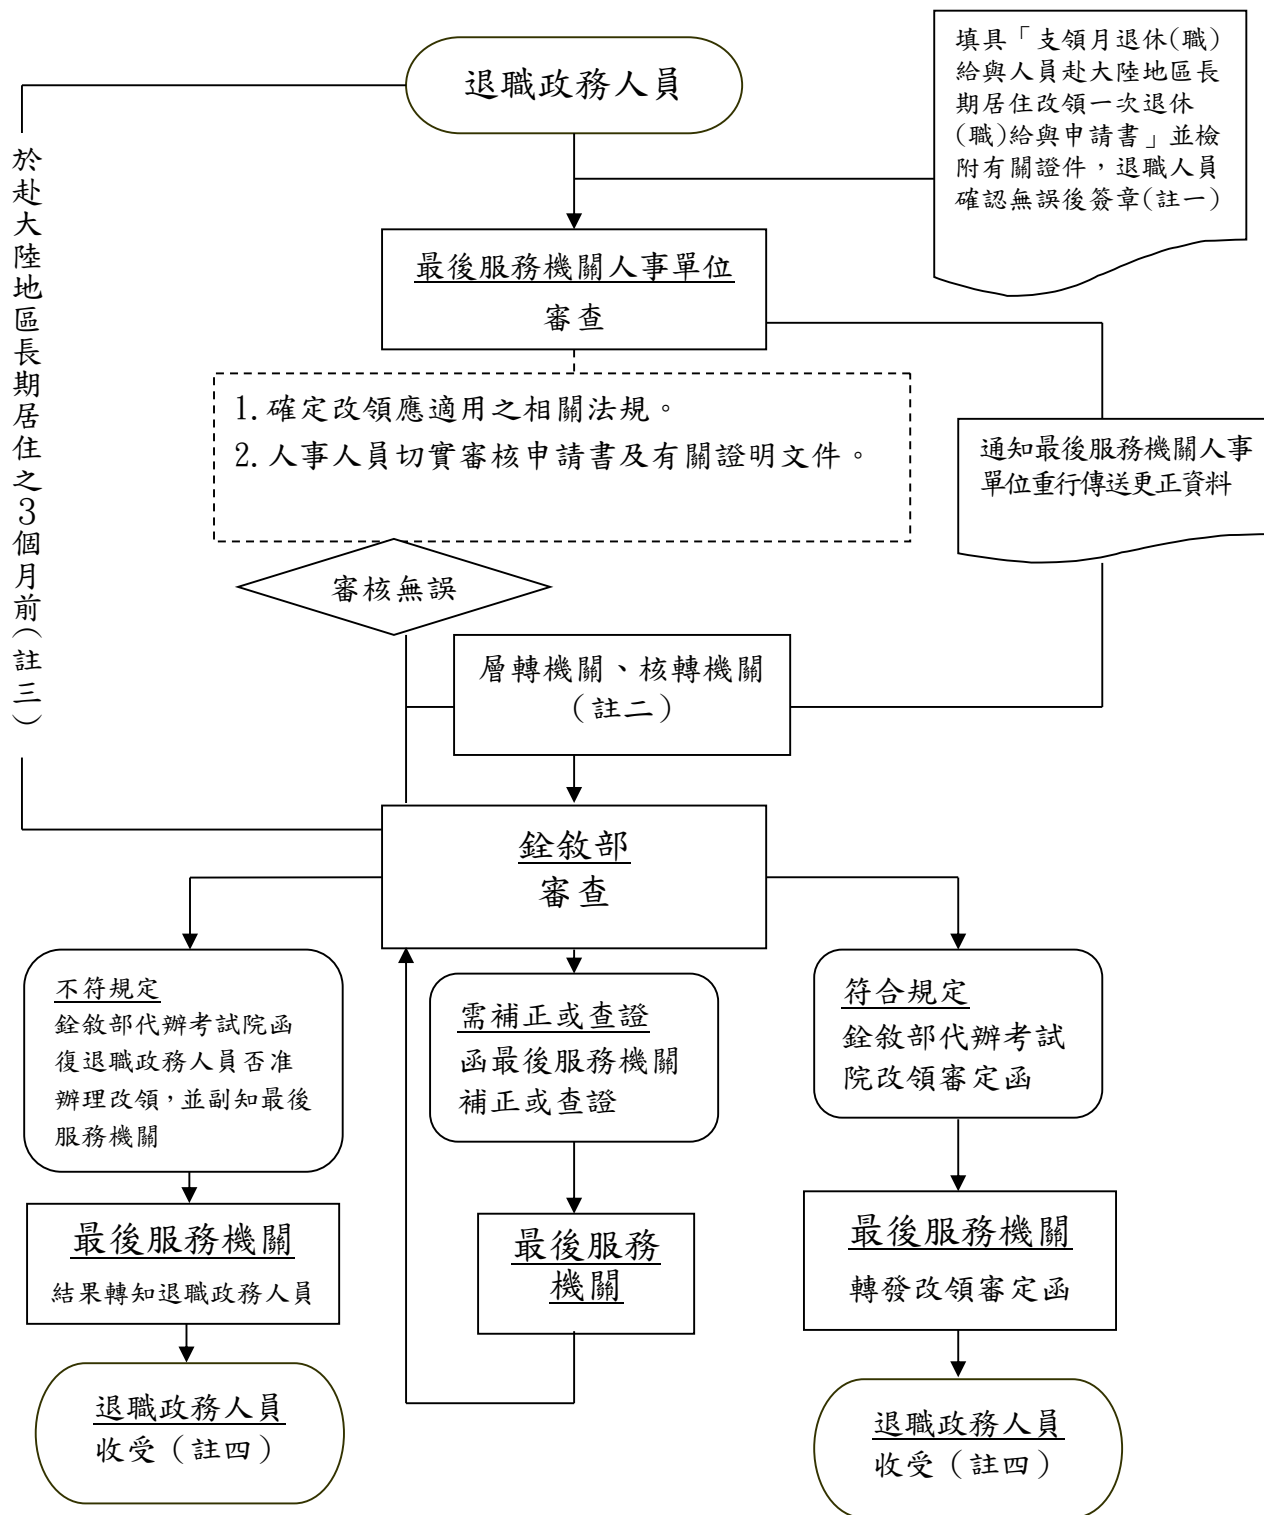 退職政務人員
填具「支領月退休(職)
給與人員赴大陸地區長
期居住改領一次退休
(職)給與申請書」並檢
附有關證件，退職人員
確認無誤後簽章(註一)
於赴大陸地區長期居住之3個月前（註三）
最後服務機關人事單位
審查
1.確定改領應適用之相關法規。
2.人事人員切實審核申請書及有關證明文件。
通知最後服務機關人事
單位重行傳送更正資料
審核無誤
層轉機關、核轉機關
（註二）
銓敘部
審查
不符規定
銓敘部代辦考試院函
復退職政務人員否准
辦理改領，並副知最後
服務機關
需補正或查證
函最後服務機關
補正或查證
符合規定
銓敘部代辦考試
院改領審定函
最後服務機關
結果轉知退職政務人員
最後服務
機關
最後服務機關
轉發改領審定函
退職政務人員
收受（註四）
退職政務人員
收受（註四）